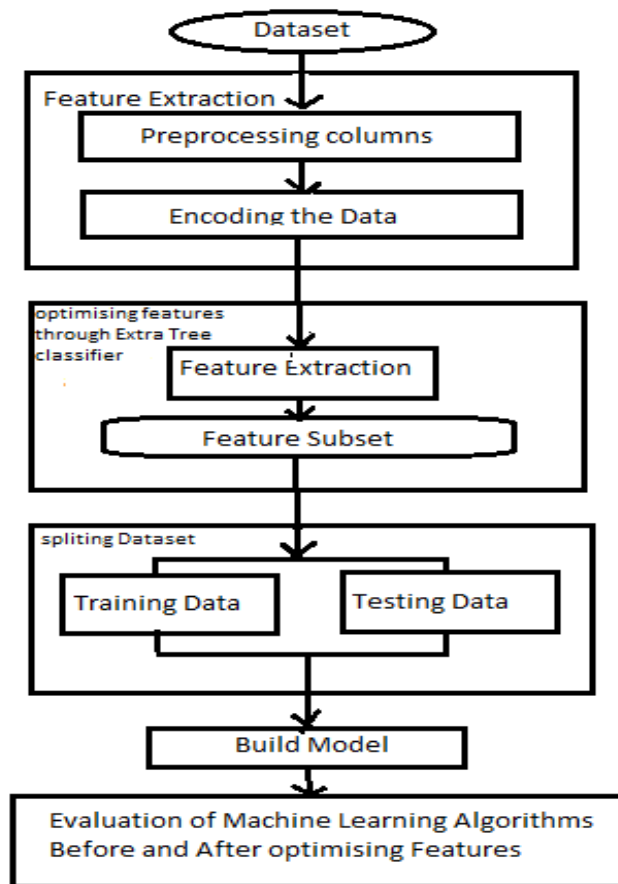 Dataset
Feature Extraction
Preprocessing columns
Encoding the Data
optimising features
through Extra Tree
classifier
Feature Extraction
Feature Subset
spliting Dataset
Training Data
Testing Data
Build Model
Evaluation of Machine Learning Algorithms
Before and After optimising Features